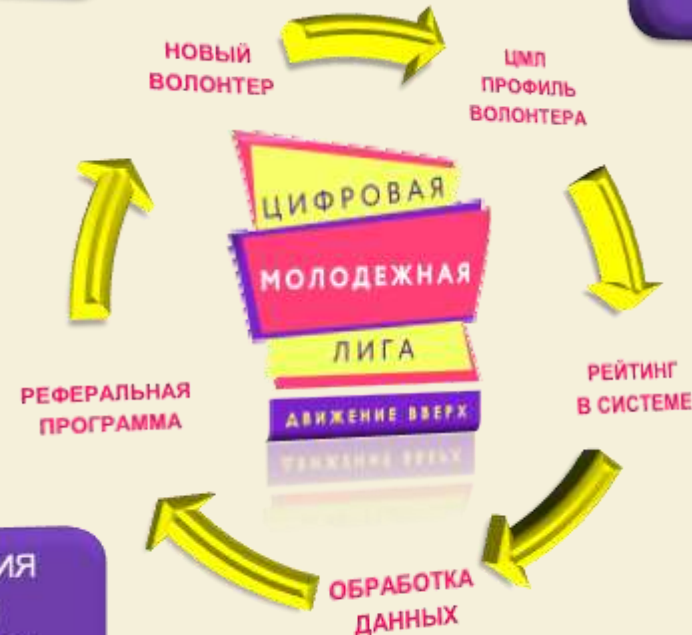 НОВЫЙ
ВОЛОНТЕР
ЦМЛ
ПРОФИЛЬ
ВОЛОНТЕРА
ЦИФРОВАЯ
МОЛОДЕЖНАЯ
ЛИГА
ДВИЖЕНИЕ ВВЕРХ
РЕЙТИНГ
В СИСТЕМЕ
РЕФЕРАЛЬНАЯ
ПРОГРАММА
ОБРАБОТКА
ДАННЫХ
ИЯ